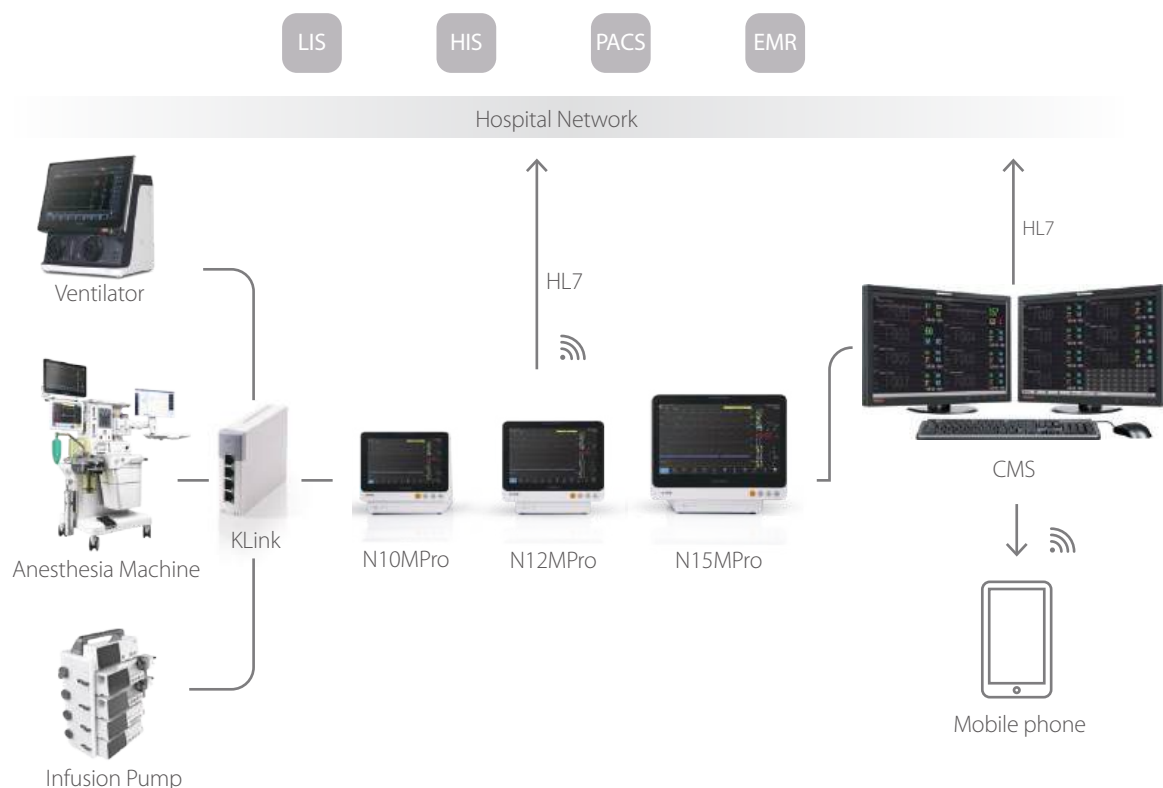 LIS
HIS
PACS
EMR
Hospital Network
HL7
Ventilator
HL7
CMS
KLink
N10MPro
N12MPro
N15MPro
Anesthesia Machine
Mobile phone
Infusion Pump